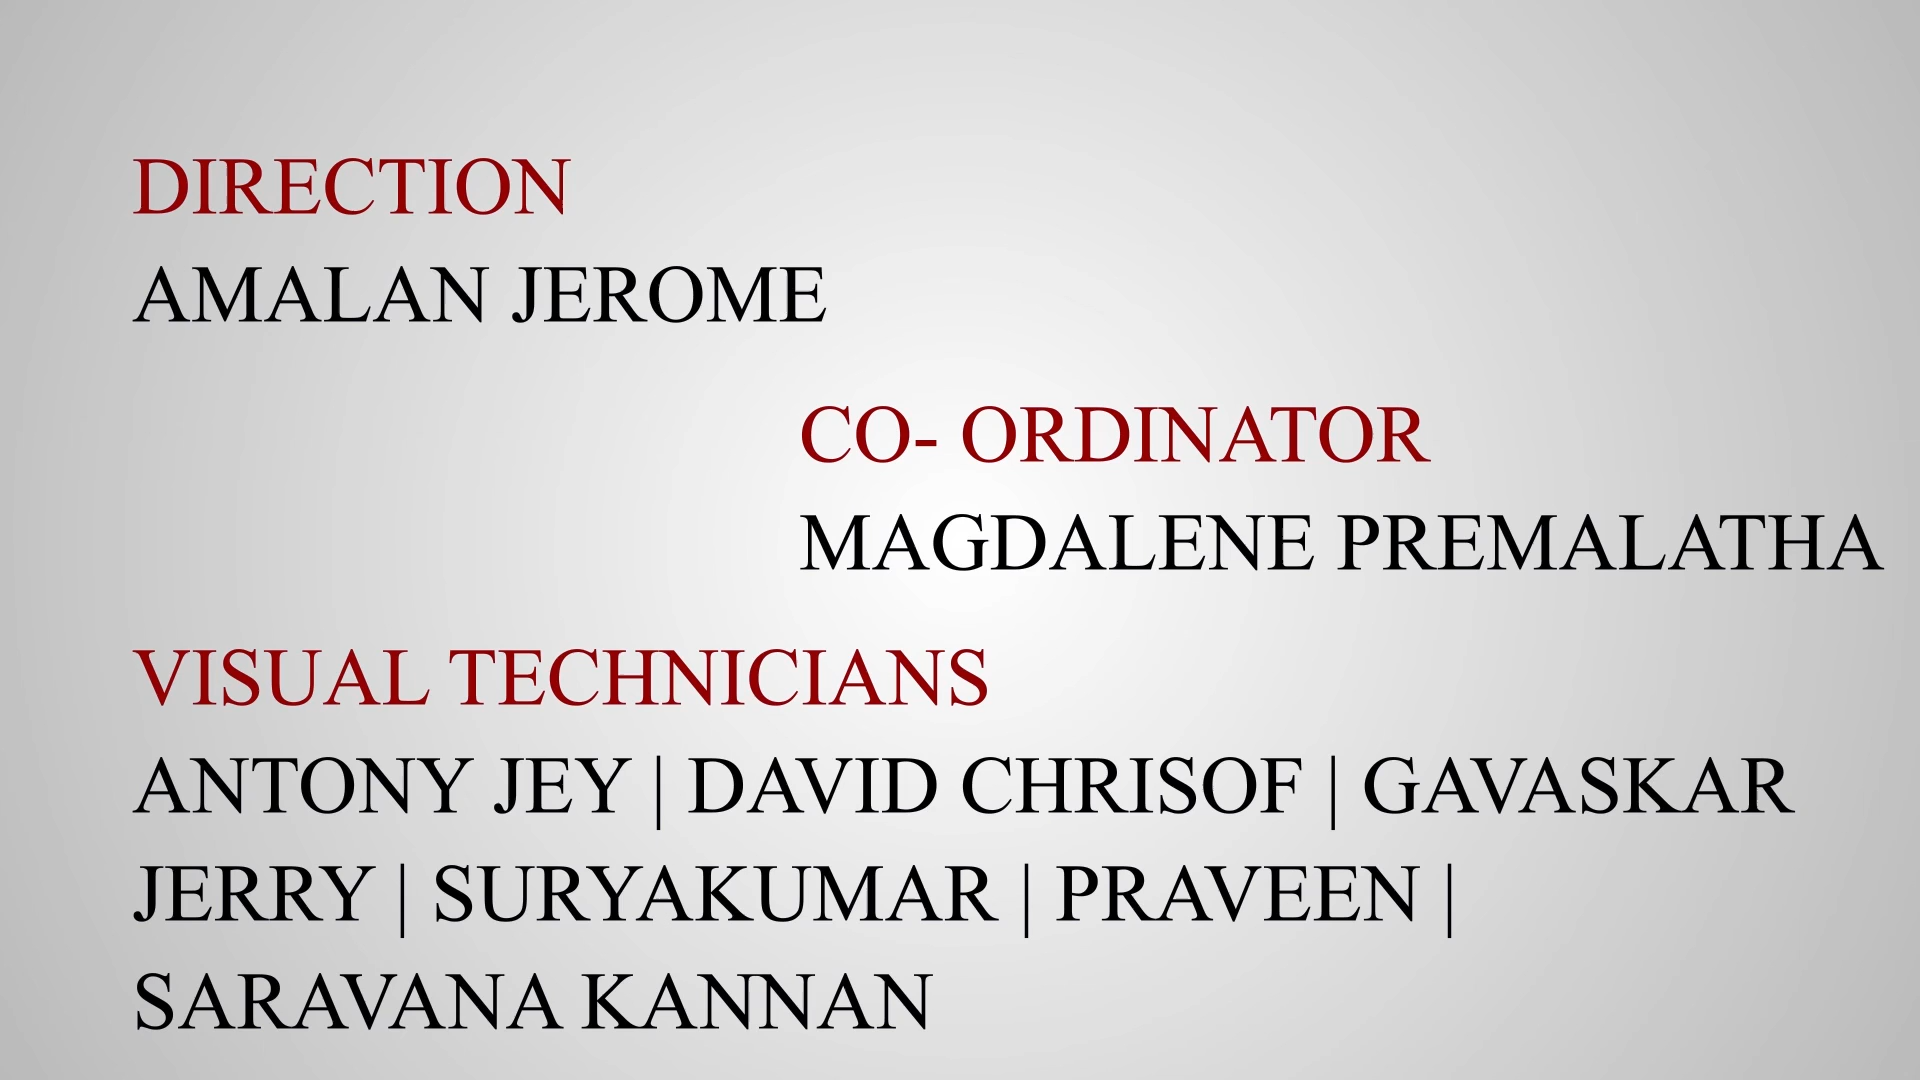 DIRECTION
AMALAN JEROME
CO- ORDINATOR
MAGDALENE PREMALATHA
VISUAL TECHNICIANS
ANTONY JEY | DAVID CHRISOF | GAVASKAR
JERRY | SURYAKUMAR | PRAVEEN |
SARAVANA KANNAN